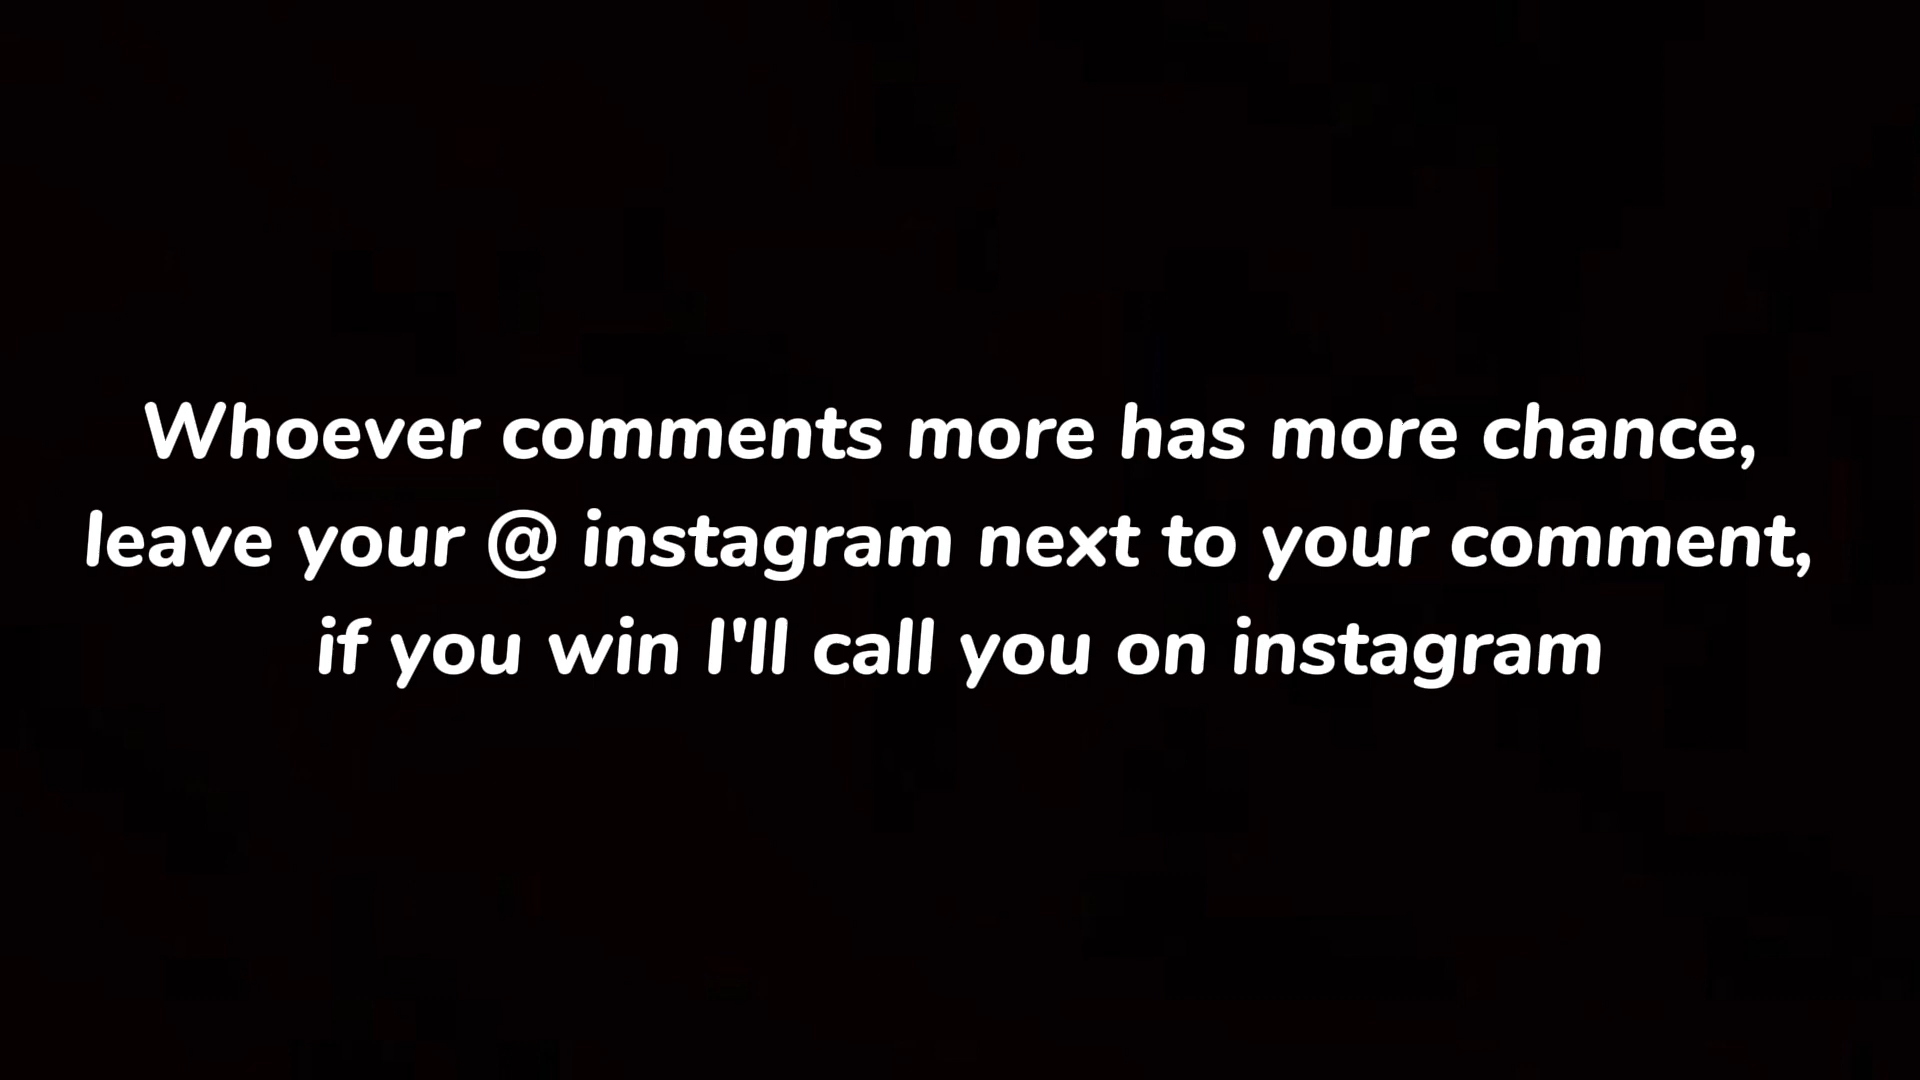 Whoever comments more has more chance,
leave your @ instagram next to your comment,
if you win I'll call you on instagram